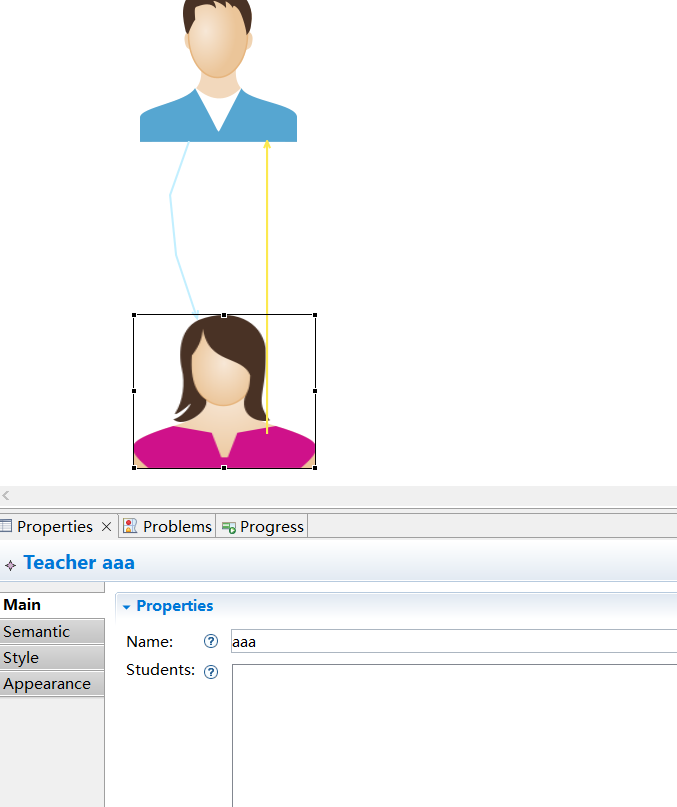 Properties Problems Progress
Teacher aaa
Main
Properties
Semantic
Name: aaa
Style
Students:
Appearance